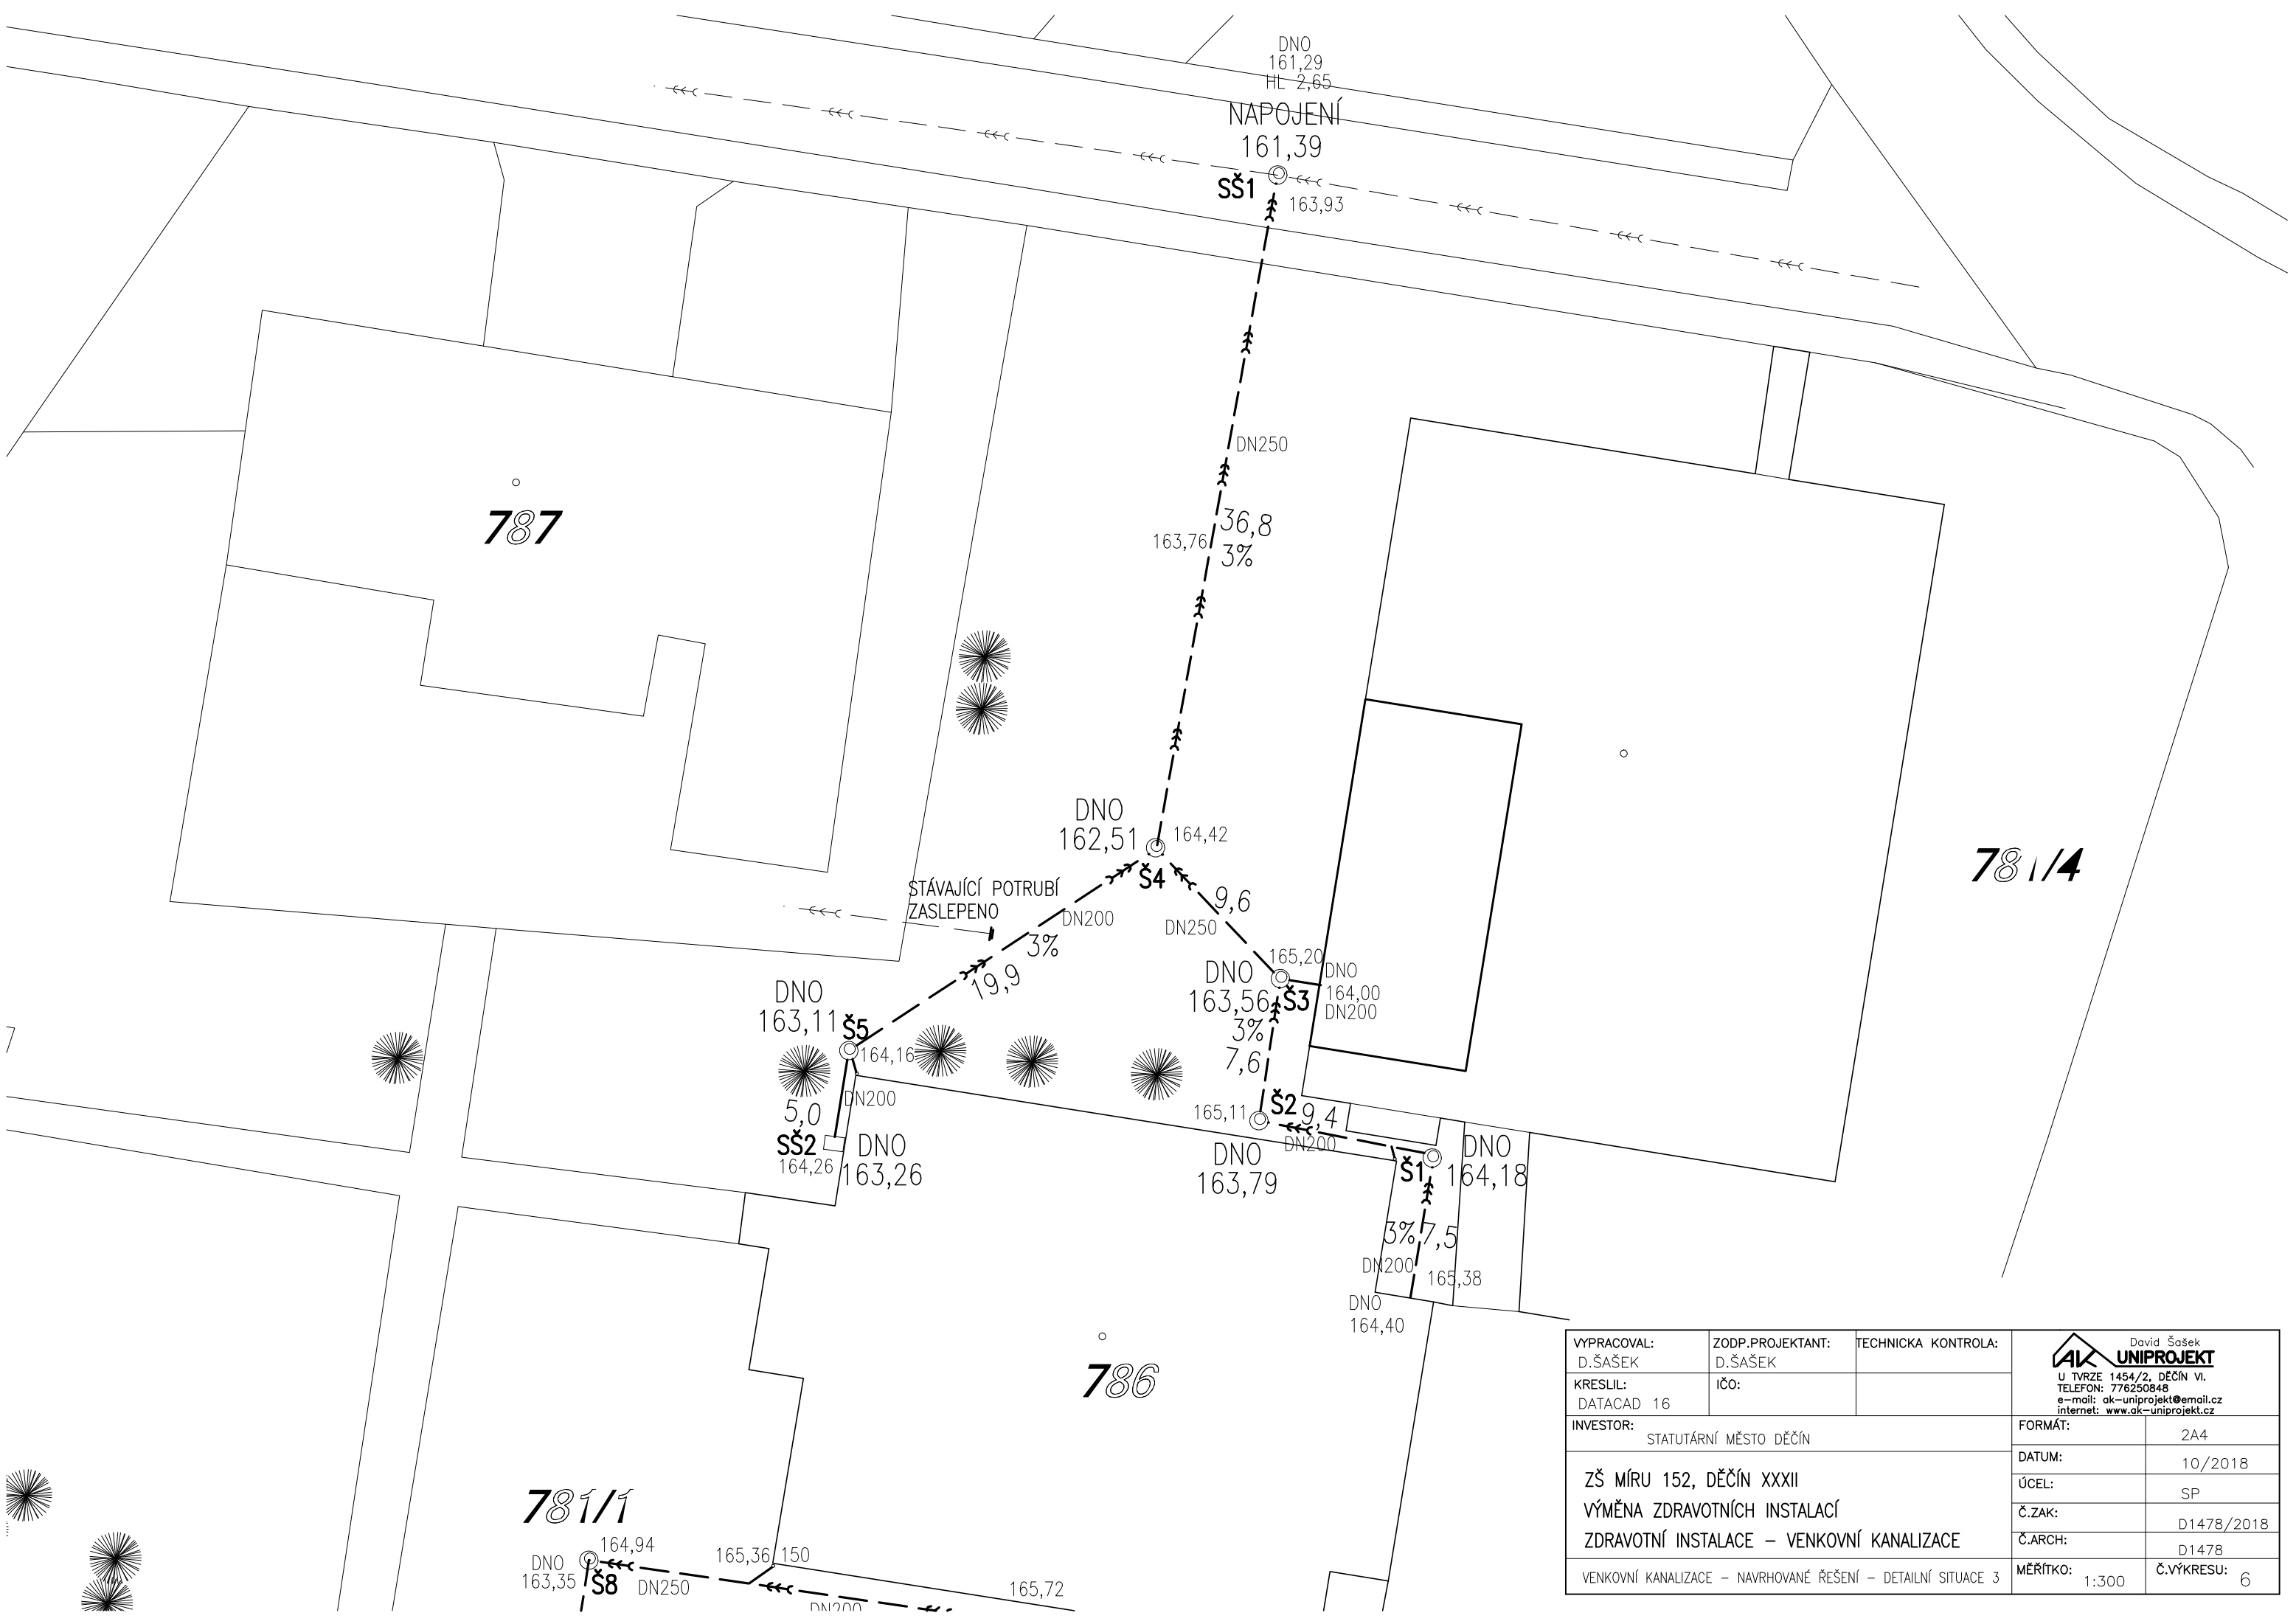 DNO
161,29
HL 2,65
NAPOJENÍ
161,39
SŠ1
163,93
DN250
787
36,8
163,76
3%
DNO
162,51
164,42
Š4
781/4
STÁVAJÍCÍ POTRUBÍ
ZASLEPENO
9,6
DN200
DN250
3%
19,9
165,20
DNO
163,56
Š3
DNO
164,00
DN200
DNO
163,11
Š5
164,16
3%
7,6
DN200
5,0
SŠ2
164,26
DNO
163,26
165,11
Š2
9,4
DN200
DNO
163,79
Š1
DNO
164,18
3%
7,5
DN200
165,38
DNO
164,40
786
781/1
164,94
DNO
163,35
Š8
DN250
165,36
150
165,72
DN200
VYPRACOVAL:
D.ŠAŠEK
ZODP.PROJEKTANT:
D.ŠAŠEK
TECHNICKA KONTROLA:
David Šašek
AK UNIPROJEKT
U TVRZE 1454/2, DĚČÍN VI.
TELEFON: 776250848
e-mail: ak-uniprojekt@email.cz
internet: www.ak-uniprojekt.cz
KRESLIL:
DATACAD 16
IČO:
INVESTOR:
STATUTÁRNÍ MĚSTO DĚČÍN
FORMÁT:
2A4
DATUM:
10/2018
ZŠ MÍRU 152, DĚČÍN XXXII
VÝMĚNA ZDRAVOTNÍCH INSTALACÍ
ZDRAVOTNÍ INSTALACE – VENKOVNÍ KANALIZACE
ÚCEL:
SP
Č.ZAK:
D1478/2018
Č.ARCH:
D1478
VENKOVNÍ KANALIZACE – NAVRHOVANÉ ŘEŠENÍ – DETAILNÍ SITUACE 3
MĚŘÍTKO:
1:300
Č.VÝKRESU:
6